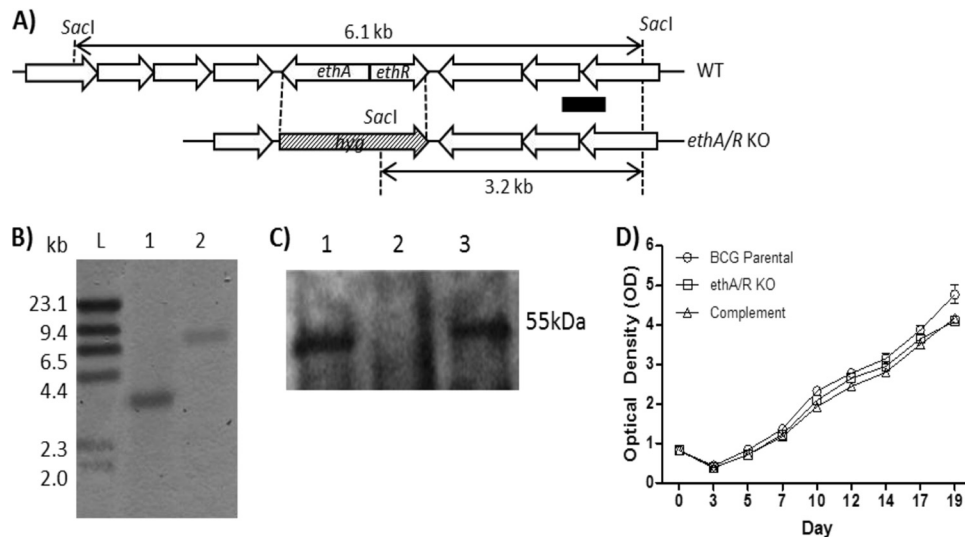 A)
SacI
SacI
6.1 kb
ethA
ethR
WT
SacI
hyg
ethA/R KO
3.2 kb
B)
kb
L
1
2
23.1
9.4
6.5
4.4
2.3
2.0
C)
1
2
3
55kDa
D)
BCG Parental
ethA/R KO
Complement
Optical Density (OD)
6
5
4
3
2
1
0
0
3
5
7
10
12
14
17
19
Day